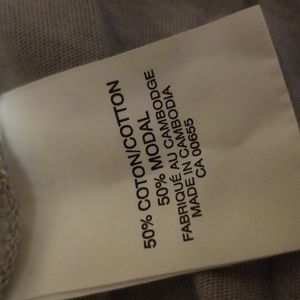 50% COTON/COTTON
50% MODAL
FABRIQUÉ AU CAMBODGE
MADE IN CAMBODIA
CA 00655